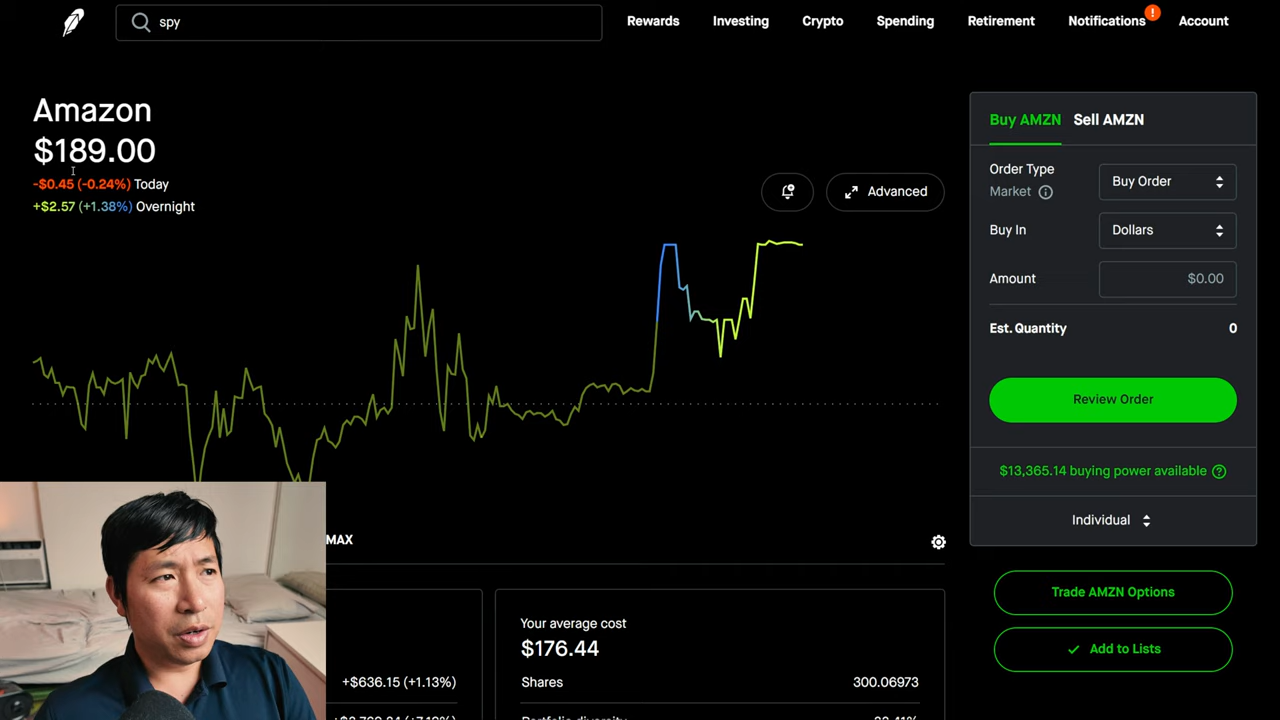 spy
Rewards
Investing
Crypto
Spending
Retirement
Notifications
!
Account
Amazon
$189.00
-$0.45 (-0.24%) Today
+$2.57 (+1.38%) Overnight
Advanced
MAX
+$636.15 (+1.13%)
Your average cost
$176.44
Shares 300.06973
Buy AMZN Sell AMZN
Order Type
Market
Buy Order
Buy In Dollars
Amount $0.00
Est. Quantity 0
Review Order
$13,365.14 buying power available
Individual
Trade AMZN Options
Add to Lists